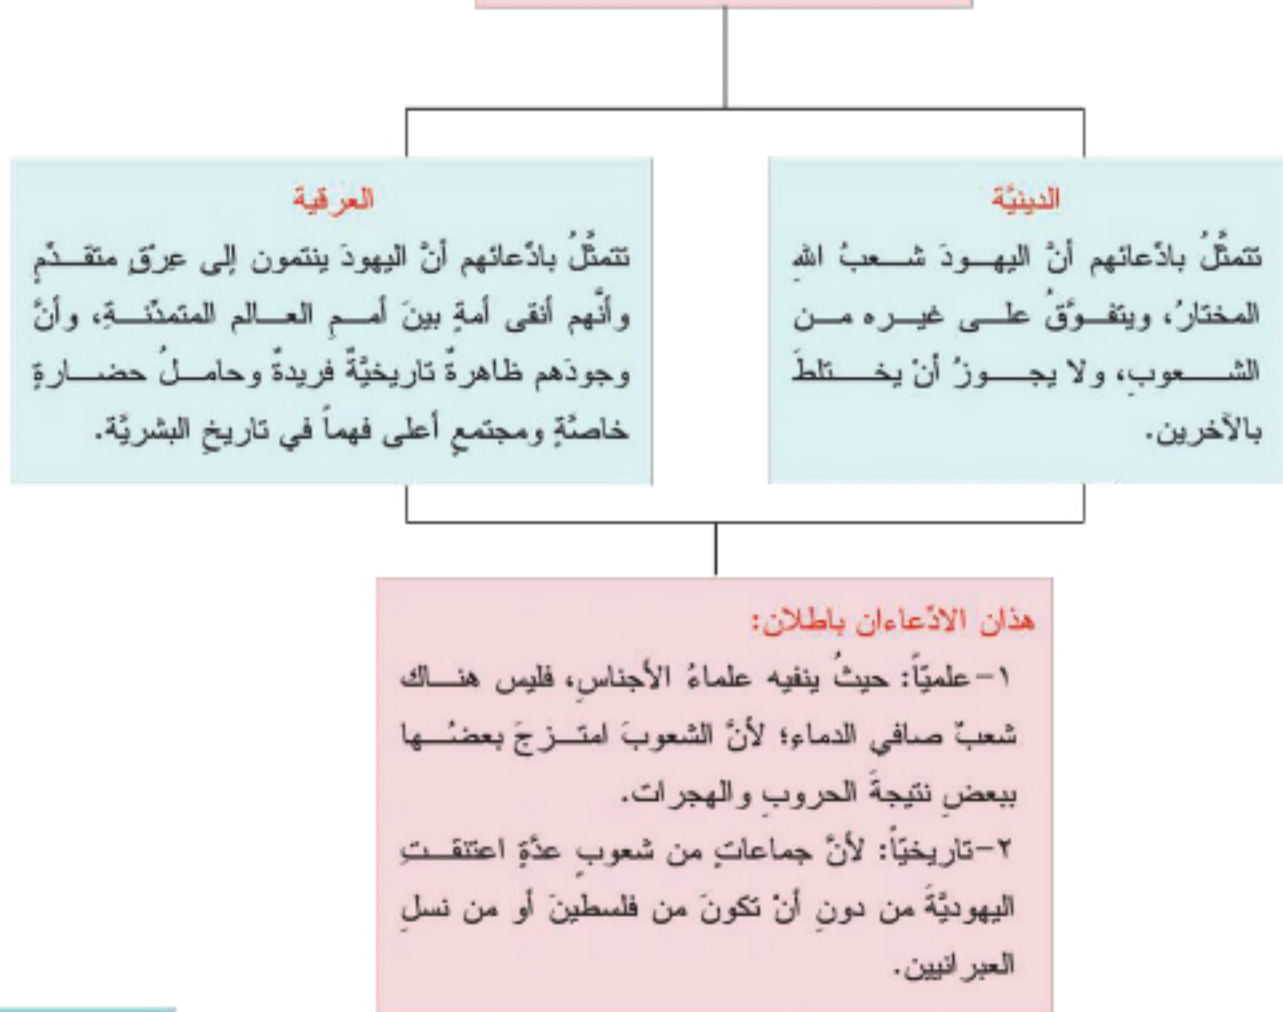 الدينيَّة
تتمثَّلُ بادّعائهم أنَّ اليهودَ شعبُ اللهِ
المختارُ، ويتفوَّقُ على غيره من
الشعوبِ، ولا يجوزُ أنْ يختلطَ
بالآخرين.
العرقية
تتمثَّلُ بادّعائهم أنَّ اليهودَ ينتمون إلى عِرْقٍ متقدّمٍ
وأنَّهم أنقى أمةٍ بينَ أممِ العالم المتمدّنةِ، وأنَّ
وجودَهم ظاهرةٌ تاريخيَّةٌ فريدةٌ وحاملُ حضارةٍ
خاصَّةٍ ومجتمعٍ أعلى فهماً في تاريخِ البشريَّة.
هذان الادّعاءان باطلان:
١-علميّاً: حيثُ ينفيه علماءُ الأجناسِ، فليس هناك
شعبٌ صافي الدماءِ؛ لأنَّ الشعوبَ امتزجَ بعضُها
ببعضٍ نتيجةَ الحروبِ والهجرات.
٢-تاريخيّاً: لأنَّ جماعاتٍ من شعوبٍ عدَّةٍ اعتنقتِ
اليهوديَّةَ من دونِ أنْ تكونَ من فلسطينَ أو من نسلِ
العبرانيين.